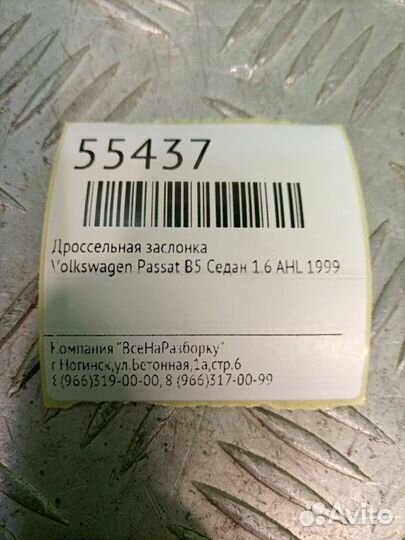 55437
Дроссельная заслонка
Volkswagen Passat B5 Седан 1.6 AHL 1999
Компания "ВсеНаРазборку"
г.Ногинск,ул.Бетонная,1а,стр.6
8 (966)319-00-00, 8 (966)317-00-99
Avito